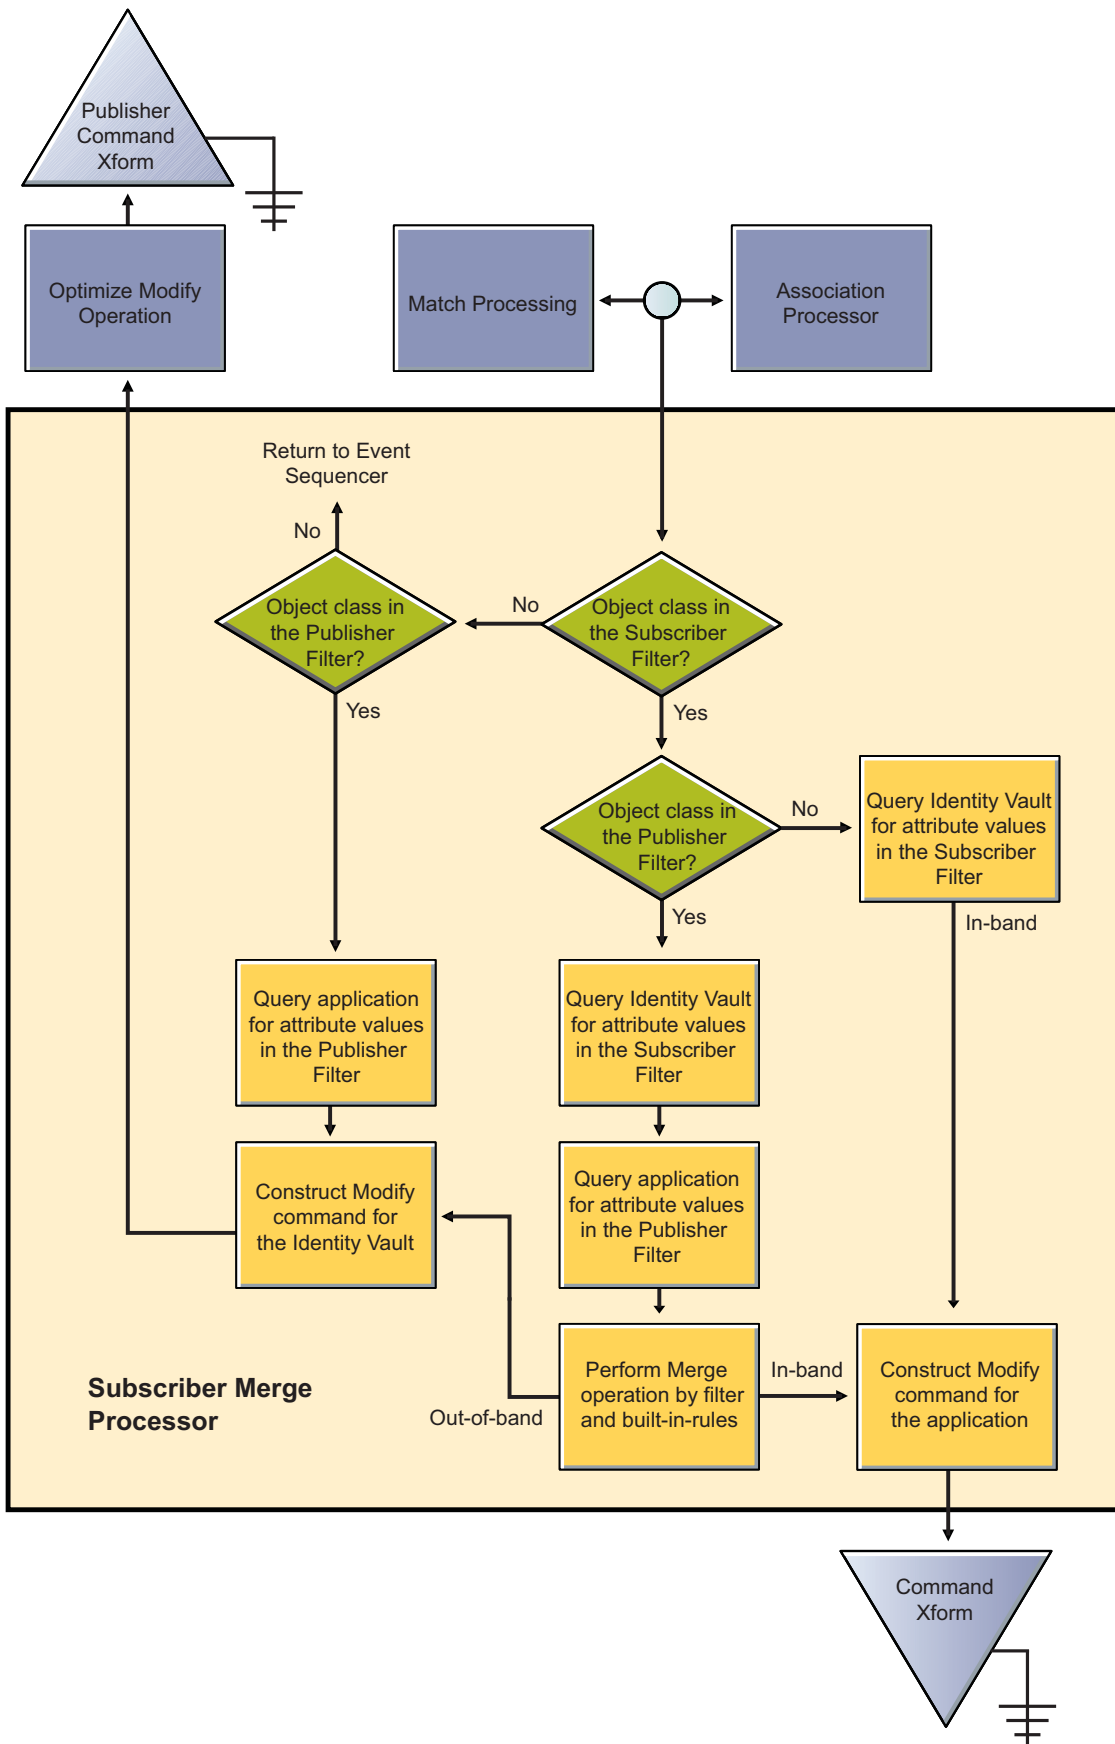 Publisher
Command
Xform
Optimize Modify
Operation
Match Processing
Association
Processor
Return to Event
Sequencer
No
Object class in
the Publisher
Filter?
No
Object class in
the Subscriber
Filter?
Yes
Yes
Object class in
the Publisher
Filter?
No
Query Identity Vault
for attribute values
in the Subscriber
Filter
Yes
In-band
Query application
for attribute values
in the Publisher
Filter
Query Identity Vault
for attribute values
in the Subscriber
Filter
Construct Modify
command for
the Identity Vault
Query application
for attribute values
in the Publisher
Filter
Subscriber Merge
Processor
Out-of-band
Perform Merge
operation by filter
and built-in-rules
In-band
Construct Modify
command for
the application
Command
Xform